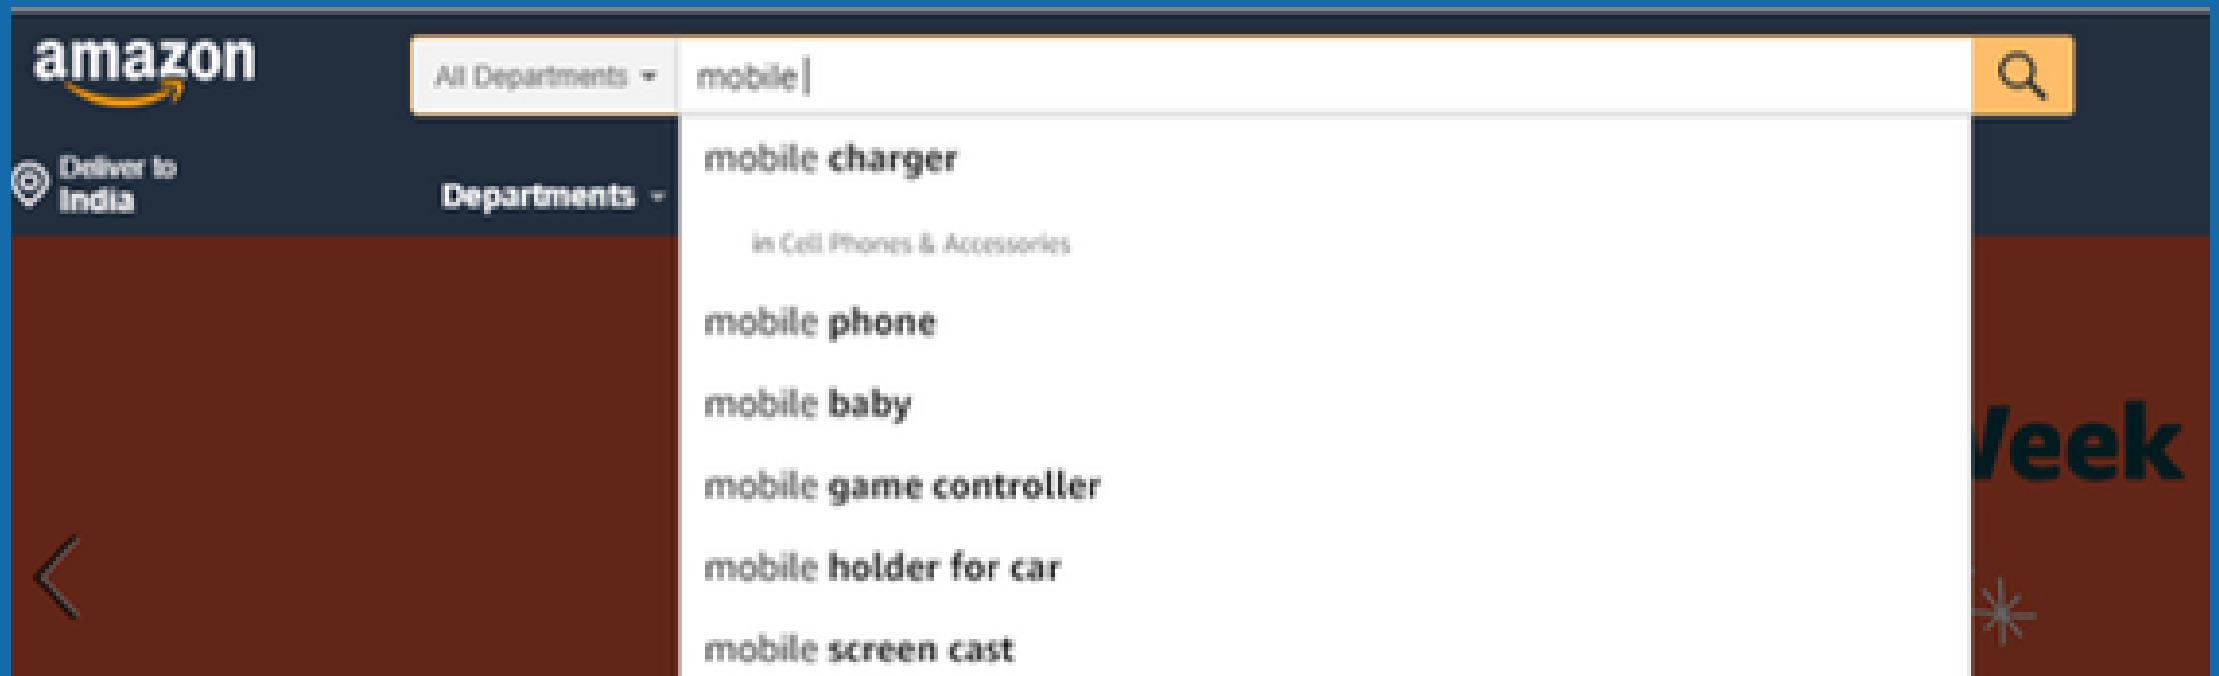 amazon
All Departments
mobile
Deliver to
India
Departments
mobile charger
in Cell Phones & Accessories
mobile phone
mobile baby
mobile game controller
mobile holder for car
mobile screen cast